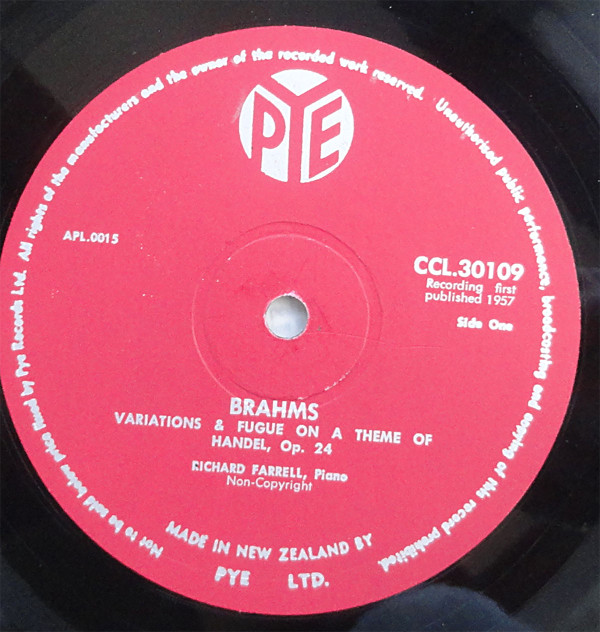 PYE
APL.0015
CCL.30109
Recording first
published 1957
Side One
BRAHMS
VARIATIONS & FUGUE ON A THEME OF
HANDEL, Op. 24
RICHARD FARRELL, Piano
Non-Copyright
MADE IN NEW ZEALAND BY
PYE LTD.
Not to be sold below price fixed by Pye Records Ltd. All rights of the manufacturers and the owner of the recorded work reserved. Unauthorised public performance, broadcasting and copying of this record prohibited.